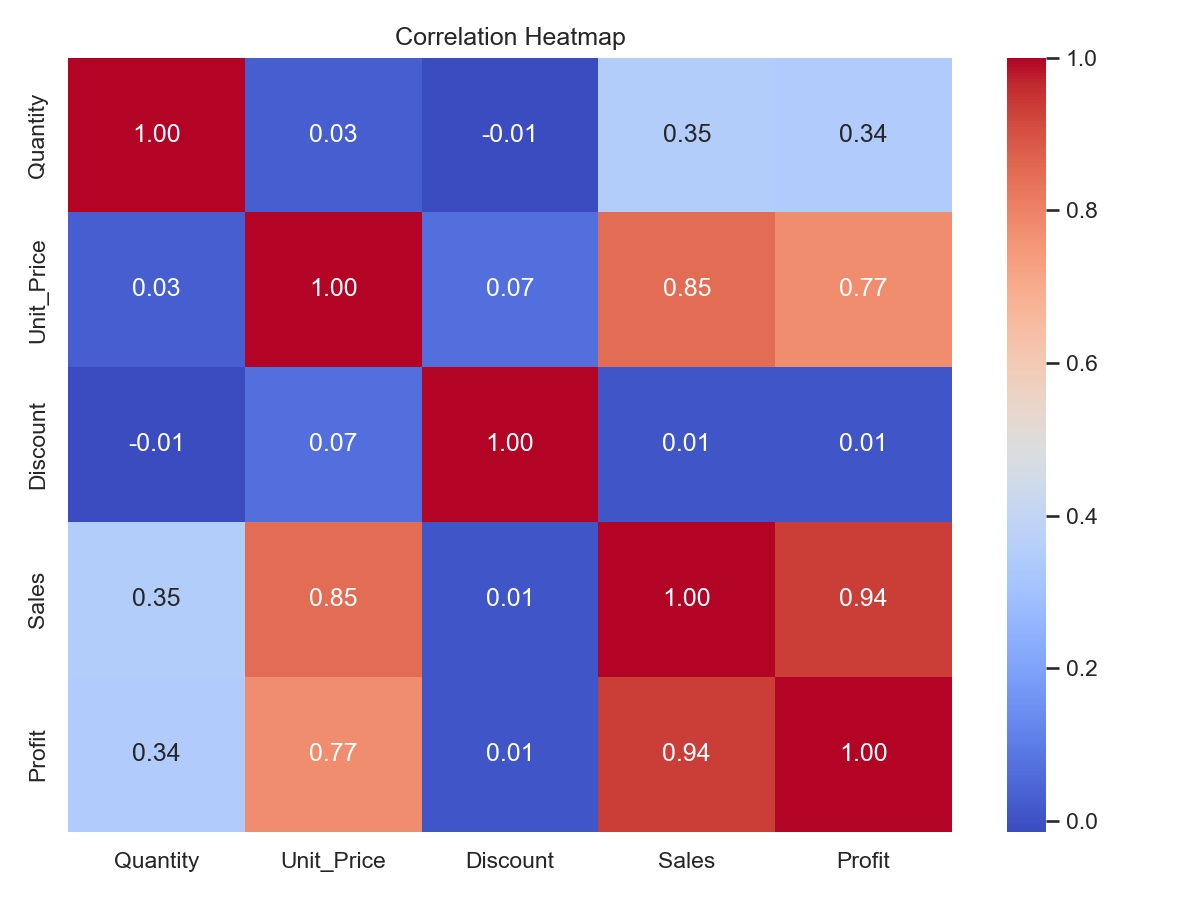 Correlation Heatmap
Quantity 1.00 0.03 -0.01 0.35 0.34
Unit_Price 0.03 1.00 0.07 0.85 0.77
Discount -0.01 0.07 1.00 0.01 0.01
Sales 0.35 0.85 0.01 1.00 0.94
Profit 0.34 0.77 0.01 0.94 1.00
Quantity Unit_Price Discount Sales Profit
1.0
0.8
0.6
0.4
0.2
0.0